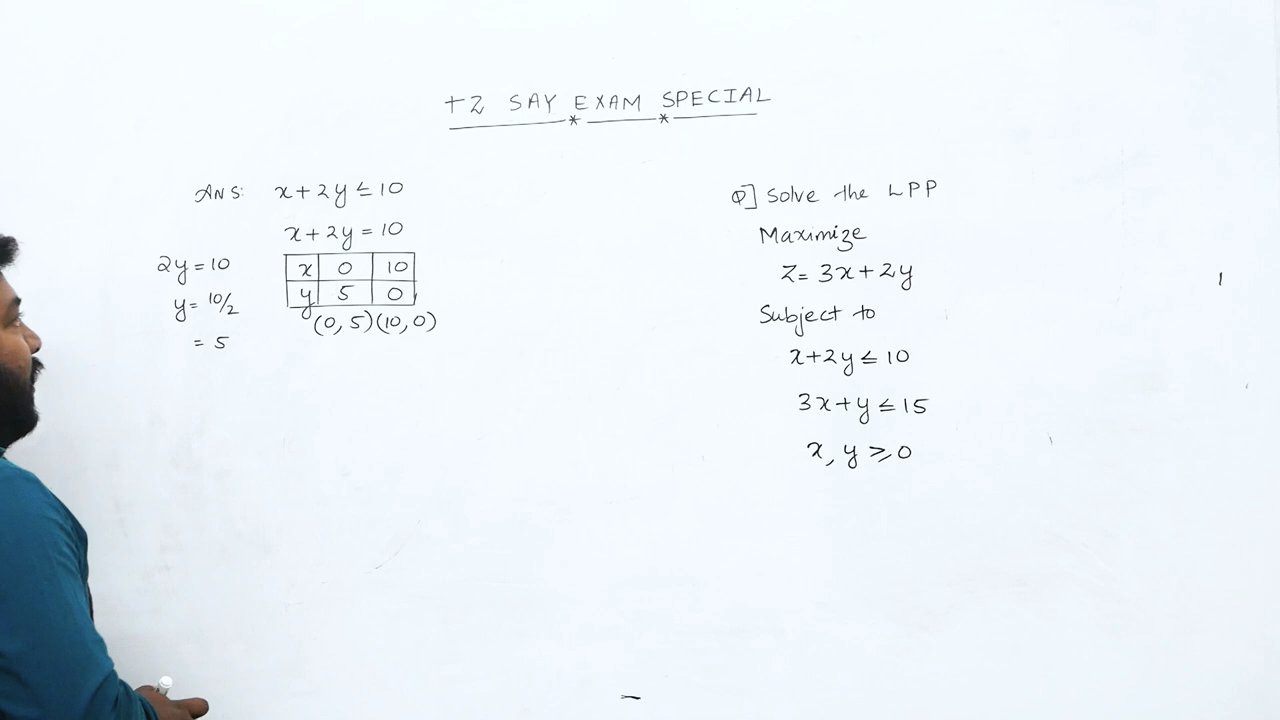 +2 SAY EXAM SPECIAL
ANS: x+2y ≤ 10
x+2y = 10
2y = 10
y = 10/2
= 5
x 0 10
y 5 0
(0, 5) (10, 0)
Q] Solve the LPP
Maximize
Z = 3x+2y
Subject to
x+2y ≤ 10
3x+y ≤ 15
x, y ≥ 0